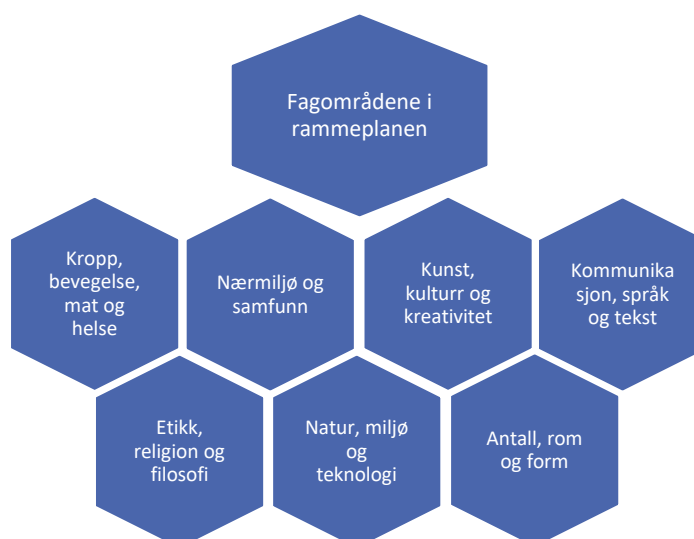 Fagområdene i
rammeplanen
Kropp,
bevegelse,
mat og
helse
Nærmiljø og
samfunn
Kunst,
kulturr og
kreativitet
Kommunika
sjon, språk
og tekst
Etikk,
religion og
filosofi
Natur, miljø
og
teknologi
Antall, rom
og form